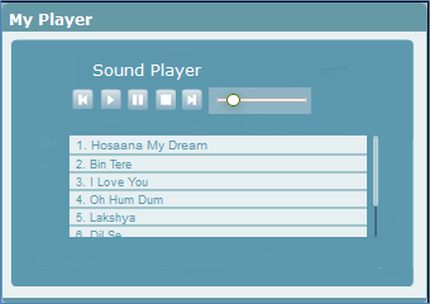 My Player
Sound Player
1. Hosaana My Dream
2. Bin Tere
3. I Love You
4. Oh Hum Dum
5. Lakshya
6. Dil Se